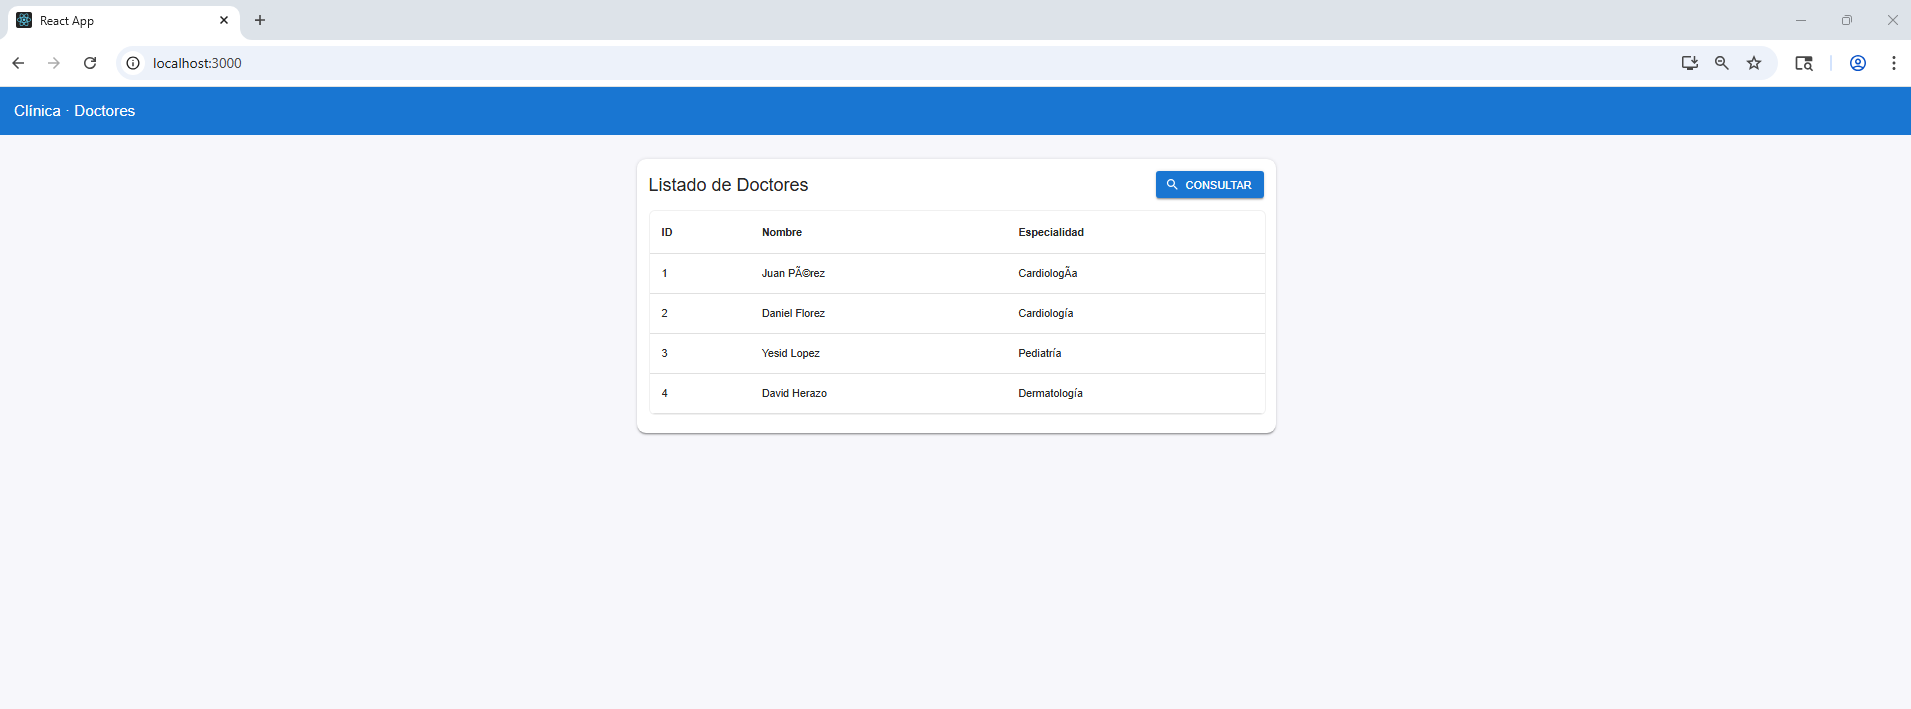 React App
localhost:3000
Clínica · Doctores
Listado de Doctores
CONSULTAR
ID Nombre Especialidad
1 Juan PÃ©rez CardiologÃ­a
2 Daniel Florez Cardiología
3 Yesid Lopez Pediatría
4 David Herazo Dermatología